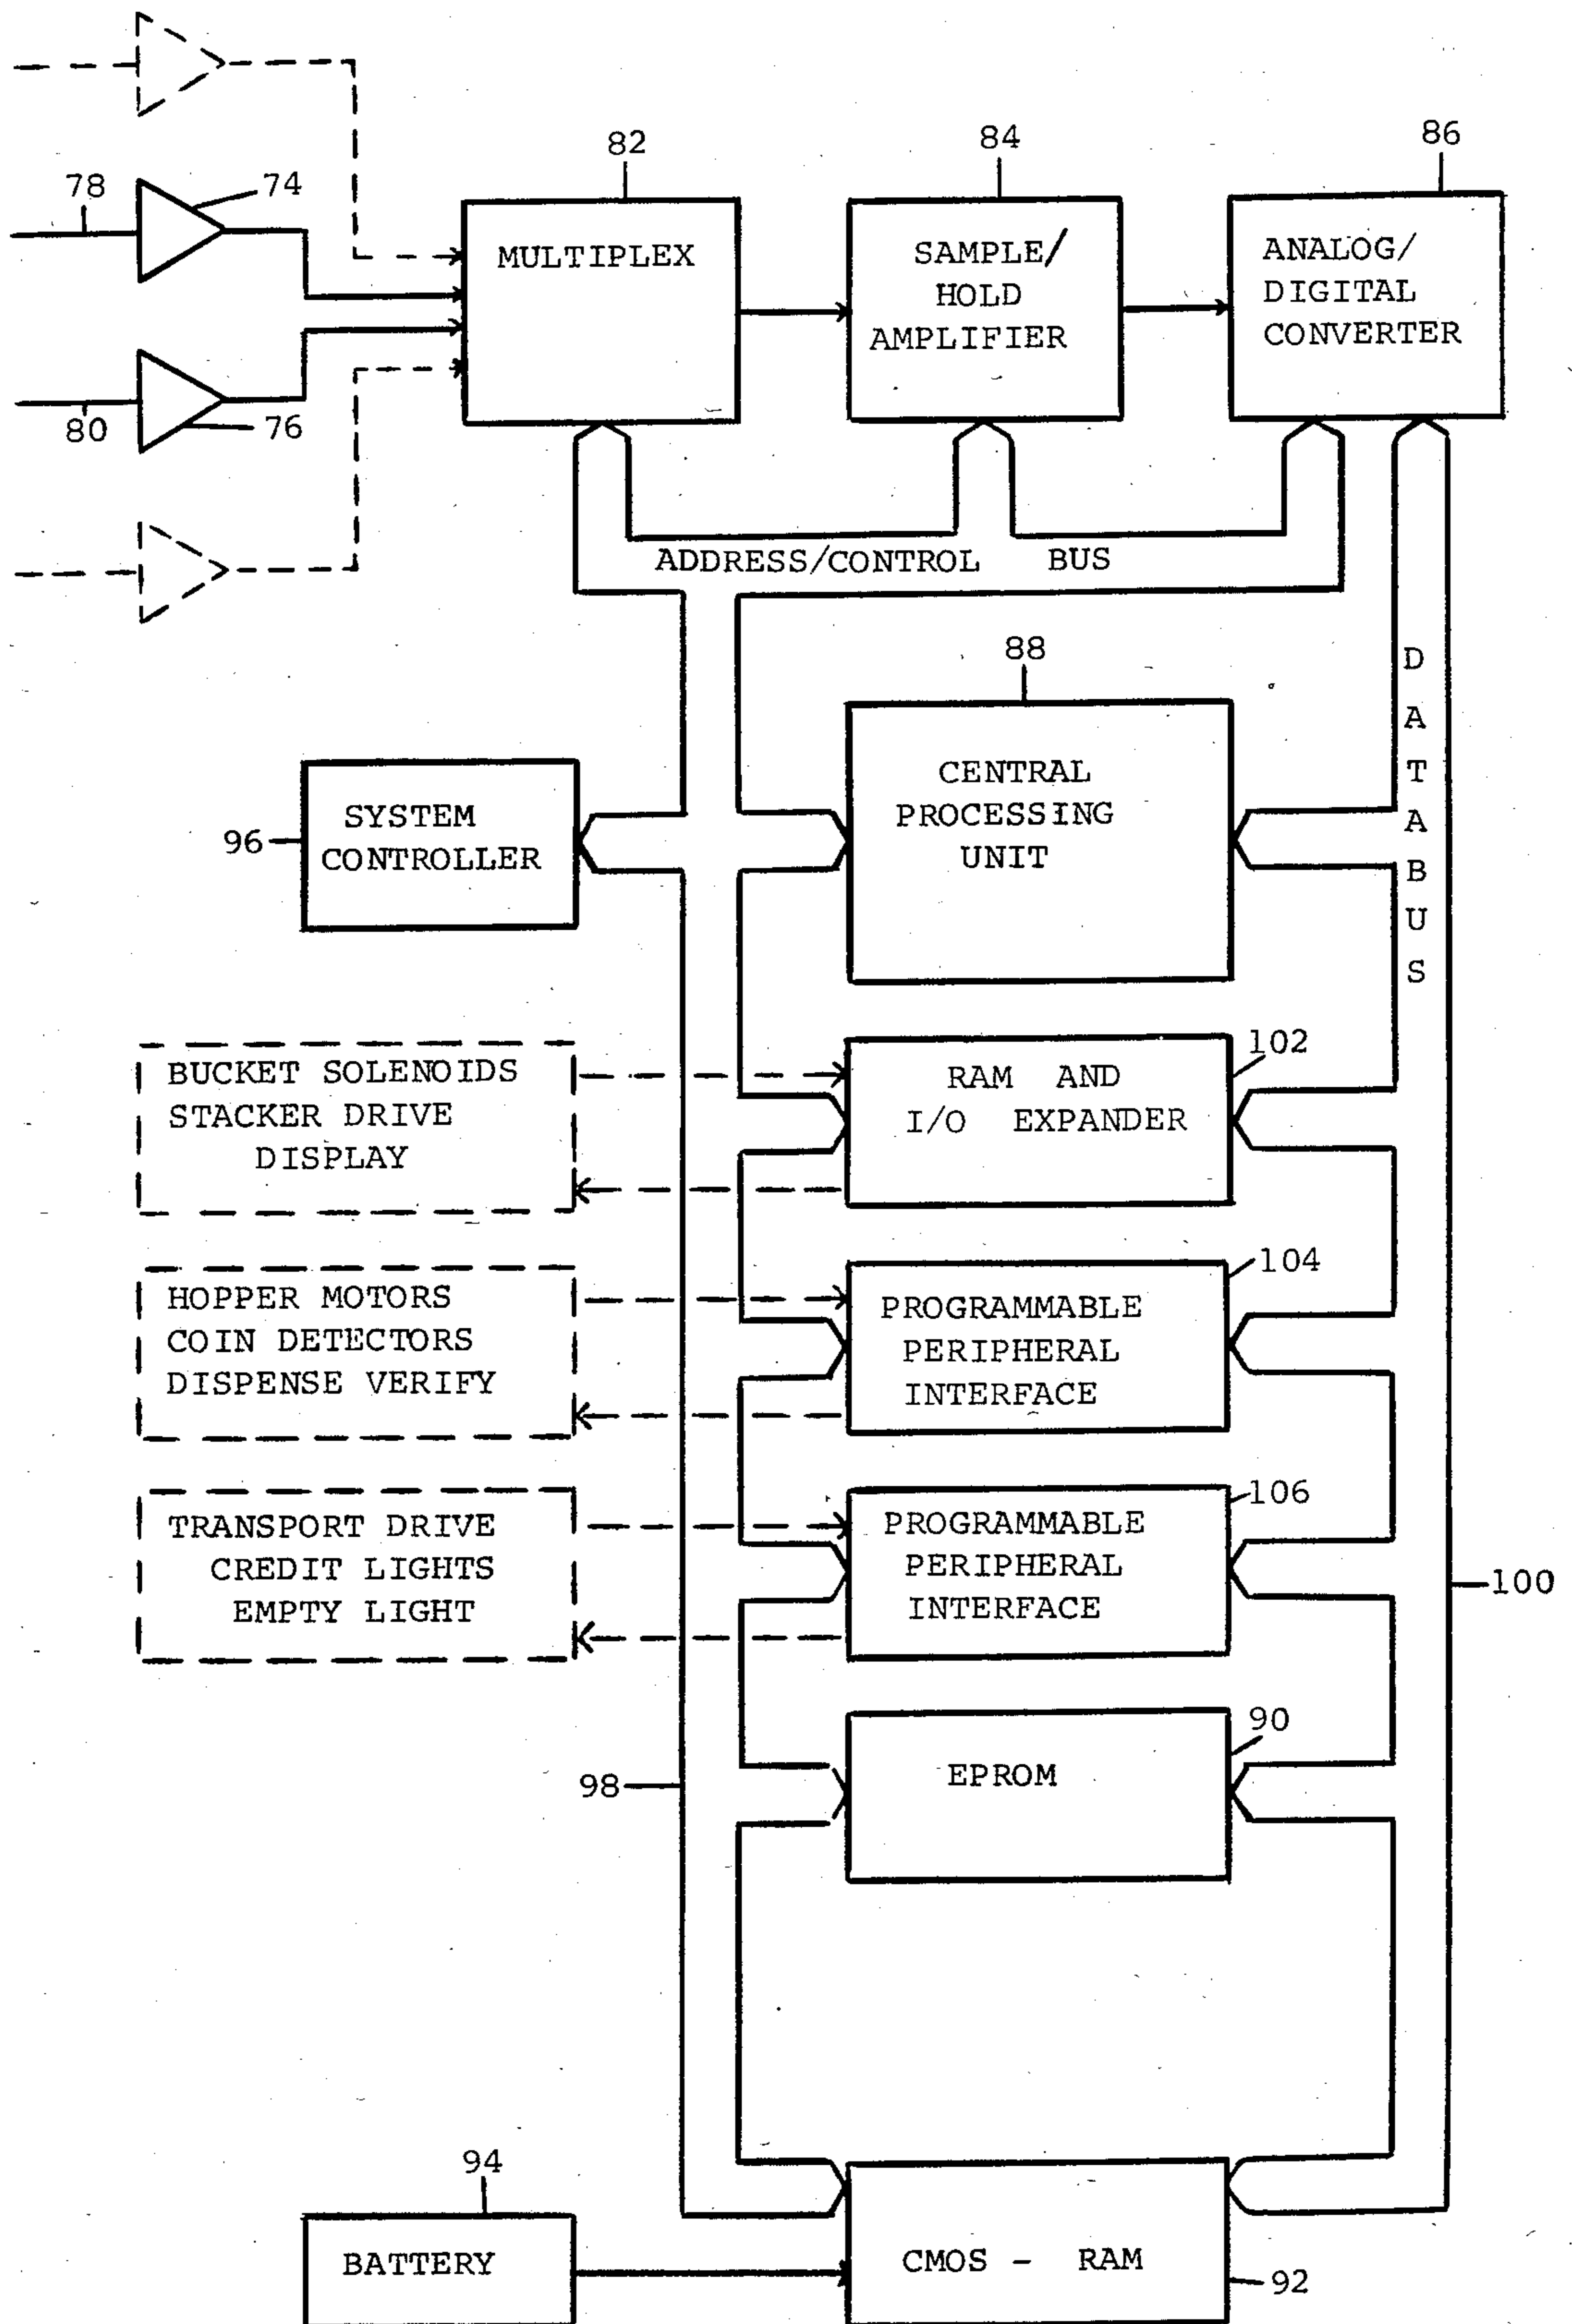 82
84
86
78
74
MULTIPLEX
SAMPLE/
HOLD
AMPLIFIER
ANALOG/
DIGITAL
CONVERTER
80
76
ADDRESS/CONTROL BUS
DATABUS
88
CENTRAL
PROCESSING
UNIT
96
SYSTEM
CONTROLLER
102
BUCKET SOLENOIDS
STACKER DRIVE
DISPLAY
RAM AND
I/O EXPANDER
104
HOPPER MOTORS
COIN DETECTORS
DISPENSE VERIFY
PROGRAMMABLE
PERIPHERAL
INTERFACE
106
TRANSPORT DRIVE
CREDIT LIGHTS
EMPTY LIGHT
PROGRAMMABLE
PERIPHERAL
INTERFACE
100
90
98
EPROM
94
BATTERY
CMOS - RAM
92